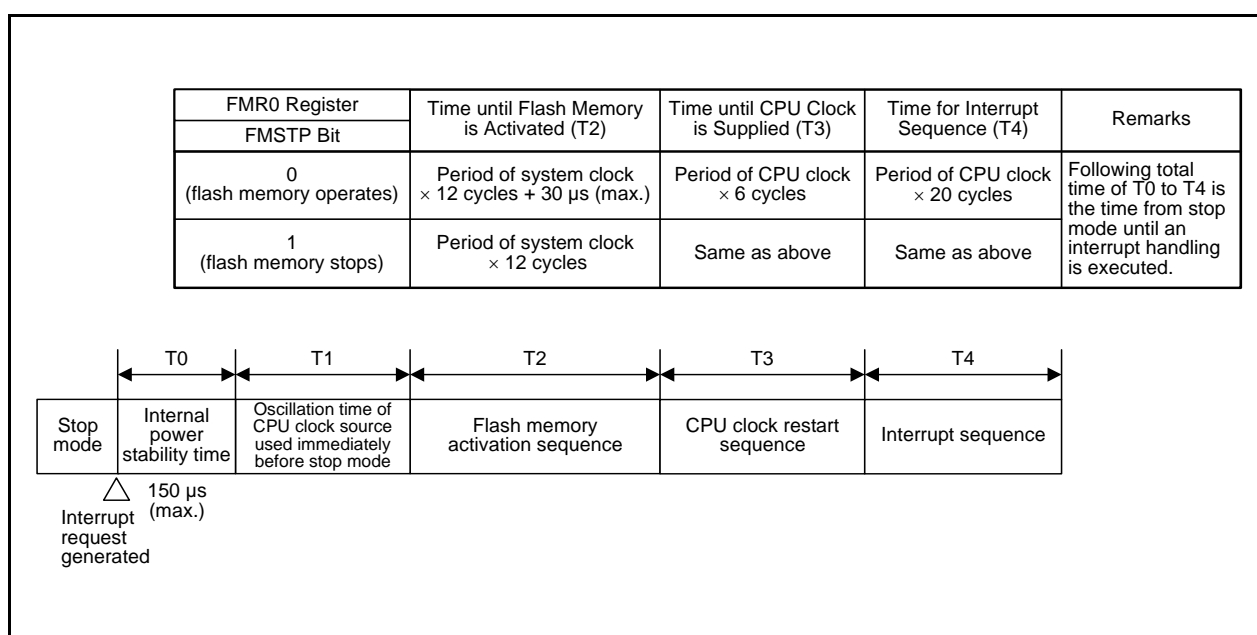 FMR0 Register
FMSTP Bit
Time until Flash Memory
is Activated (T2)
Time until CPU Clock
is Supplied (T3)
Time for Interrupt
Sequence (T4)
Remarks
0
(flash memory operates)
Period of system clock
× 12 cycles + 30 µs (max.)
Period of CPU clock
× 6 cycles
Period of CPU clock
× 20 cycles
Following total
time of T0 to T4 is
the time from stop
mode until an
interrupt handling
is executed.
1
(flash memory stops)
Period of system clock
× 12 cycles
Same as above
Same as above
T0
T1
T2
T3
T4
Stop
mode
Internal
power
stability time
Oscillation time of
CPU clock source
used immediately
before stop mode
Flash memory
activation sequence
CPU clock restart
sequence
Interrupt sequence
150 µs
(max.)
Interrupt
request
generated